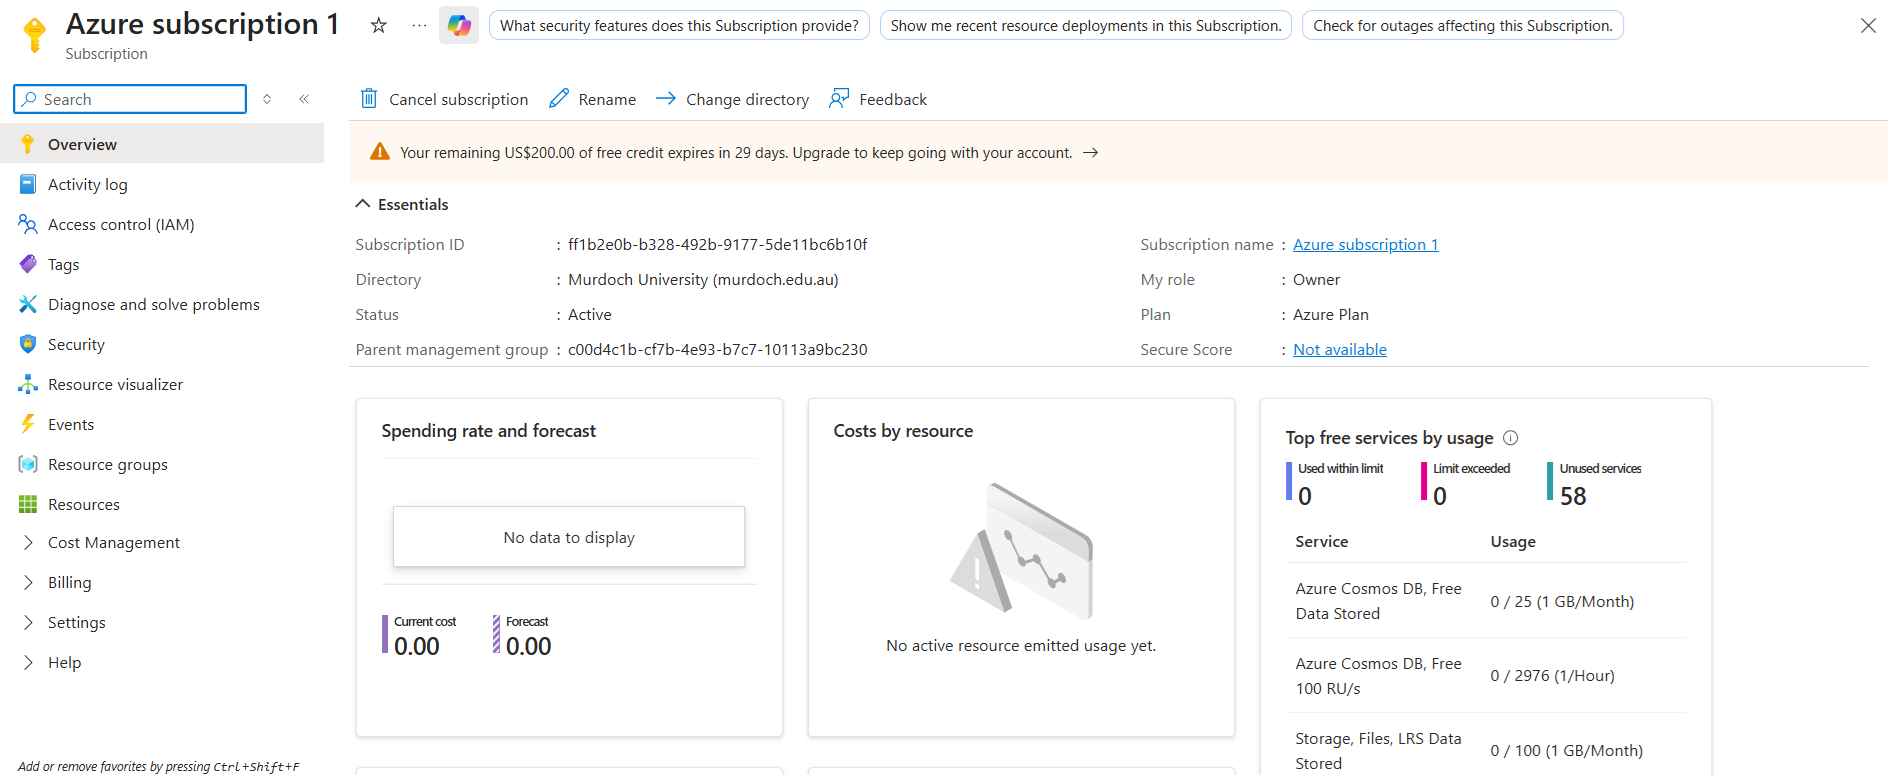 Azure subscription 1
Subscription
What security features does this Subscription provide?
Show me recent resource deployments in this Subscription.
Check for outages affecting this Subscription.
Search
Cancel subscription
Rename
Change directory
Feedback
Overview
Activity log
Access control (IAM)
Tags
Diagnose and solve problems
Security
Resource visualizer
Events
Resource groups
Resources
Cost Management
Billing
Settings
Help
Add or remove favorites by pressing Ctrl+Shift+F
Your remaining US$200.00 of free credit expires in 29 days. Upgrade to keep going with your account.
Essentials
Subscription ID : ff1b2e0b-b328-492b-9177-5de11bc6b10f
Directory : Murdoch University (murdoch.edu.au)
Status : Active
Parent management group : c00d4c1b-cf7b-4e93-b7c7-10113a9bc230
Subscription name : Azure subscription 1
My role : Owner
Plan : Azure Plan
Secure Score : Not available
Spending rate and forecast
No data to display
Current cost
0.00
Forecast
0.00
Costs by resource
No active resource emitted usage yet.
Top free services by usage
Used within limit
0
Limit exceeded
0
Unused services
58
Service Usage
Azure Cosmos DB, Free
Data Stored
0 / 25 (1 GB/Month)
Azure Cosmos DB, Free
100 RU/s
0 / 2976 (1/Hour)
Storage, Files, LRS Data
Stored
0 / 100 (1 GB/Month)